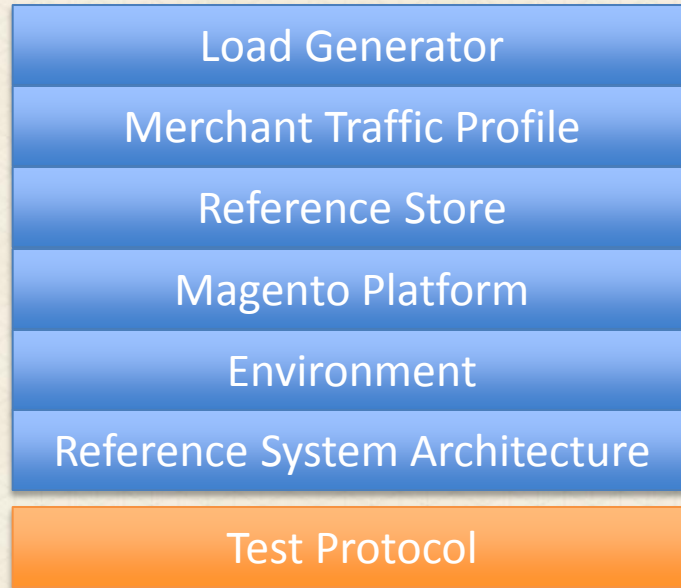 Load Generator
Merchant Traffic Profile
Reference Store
Magento Platform
Environment
Reference System Architecture
Test Protocol